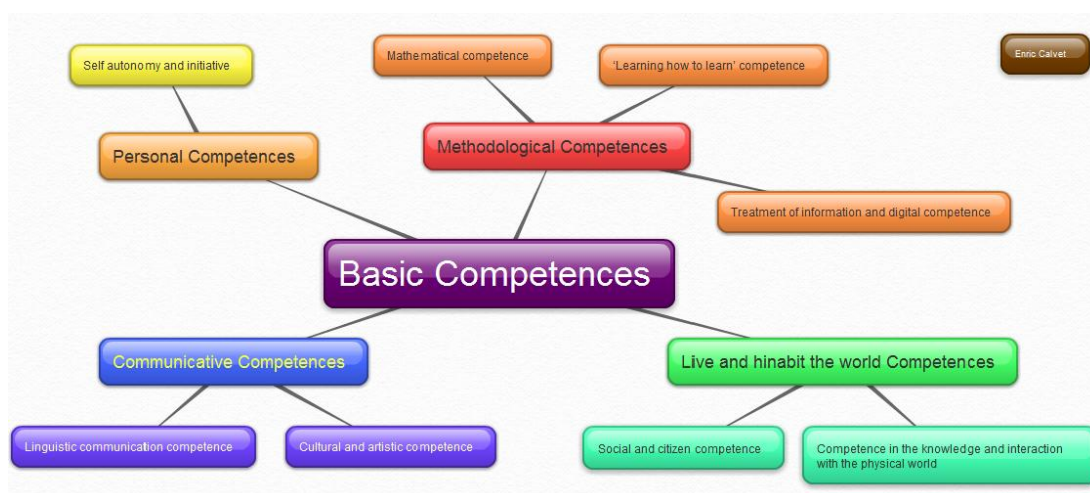 Self autonomy and initiative
Mathematical competence
'Learning how to learn' competence
Enric Calvet
Personal Competences
Methodological Competences
Treatment of information and digital competence
Basic Competences
Communicative Competences
Live and hinabit the world Competences
Linguistic communication competence
Cultural and artistic competence
Social and citizen competence
Competence in the knowledge and interaction
with the physical world